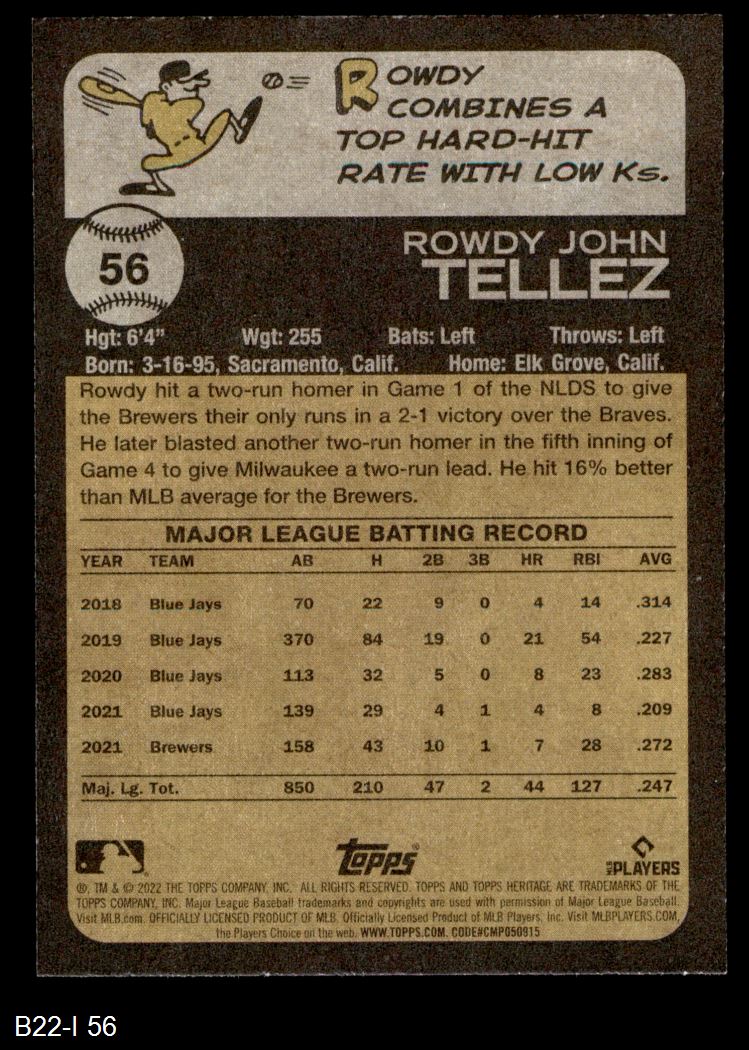 ROWDY
COMBINES A
TOP HARD-HIT
RATE WITH LOW Ks.
56
ROWDY JOHN
TELLEZ
Hgt: 6'4" Wgt: 255 Bats: Left Throws: Left
Born: 3-16-95, Sacramento, Calif. Home: Elk Grove, Calif.
Rowdy hit a two-run homer in Game 1 of the NLDS to give
the Brewers their only runs in a 2-1 victory over the Braves.
He later blasted another two-run homer in the fifth inning of
Game 4 to give Milwaukee a two-run lead. He hit 16% better
than MLB average for the Brewers.
MAJOR LEAGUE BATTING RECORD
YEAR TEAM AB H 2B 3B HR RBI AVG
2018 Blue Jays 70 22 9 0 4 14 .314
2019 Blue Jays 370 84 19 0 21 54 .227
2020 Blue Jays 113 32 5 0 8 23 .283
2021 Blue Jays 139 29 4 1 4 8 .209
2021 Brewers 158 43 10 1 7 28 .272
Maj. Lg. Tot. 850 210 47 2 44 127 .247
Topps® MLB PLAYERS
®, TM & © 2022 THE TOPPS COMPANY, INC. ALL RIGHTS RESERVED. TOPPS AND TOPPS HERITAGE ARE TRADEMARKS OF THE
TOPPS COMPANY, INC. Major League Baseball trademarks and copyrights are used with permission of Major League Baseball.
Visit MLB.com. OFFICIALLY LICENSED PRODUCT OF MLB. Officially Licensed Product of MLB Players, Inc. Visit MLBPLAYERS.COM,
the Players Choice on the web. WWW.TOPPS.COM. CODE#CMP050915
B22-I 56